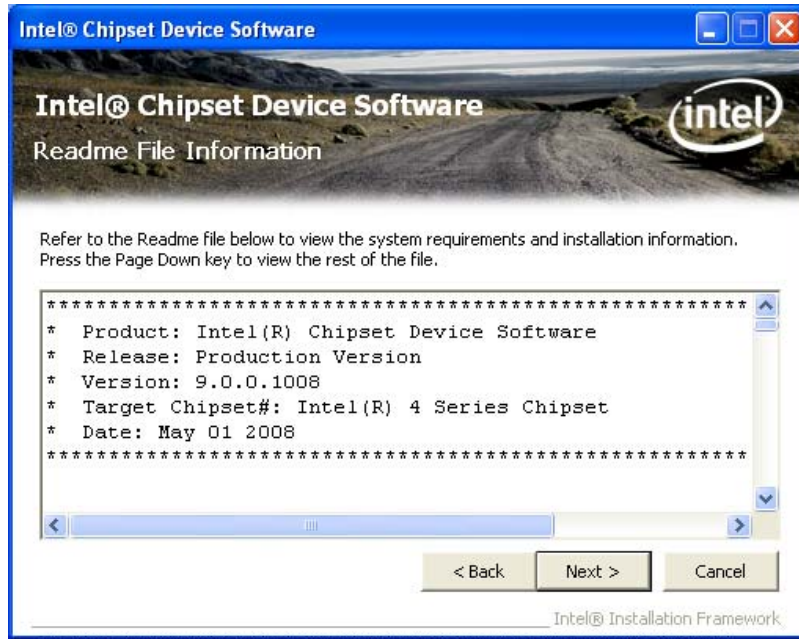 Intel® Chipset Device Software
Intel® Chipset Device Software
intel
Readme File Information
Refer to the Readme file below to view the system requirements and installation information.
Press the Page Down key to view the rest of the file.
********************************************************
* Product: Intel(R) Chipset Device Software
* Release: Production Version
* Version: 9.0.0.1008
* Target Chipset#: Intel(R) 4 Series Chipset
* Date: May 01 2008
********************************************************
< Back Next > Cancel
Intel® Installation Framework